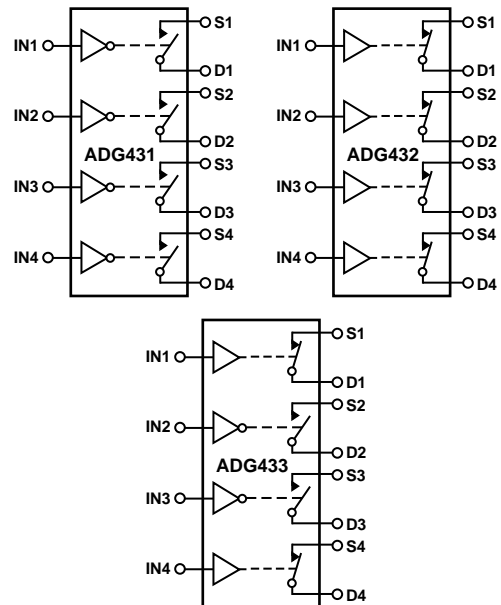 S1
IN1
D1
S2
IN2
D2
ADG431
S3
IN3
D3
S4
IN4
D4
S1
IN1
D1
S2
IN2
D2
ADG432
S3
IN3
D3
S4
IN4
D4
S1
IN1
D1
S2
IN2
D2
ADG433
S3
IN3
D3
S4
IN4
D4